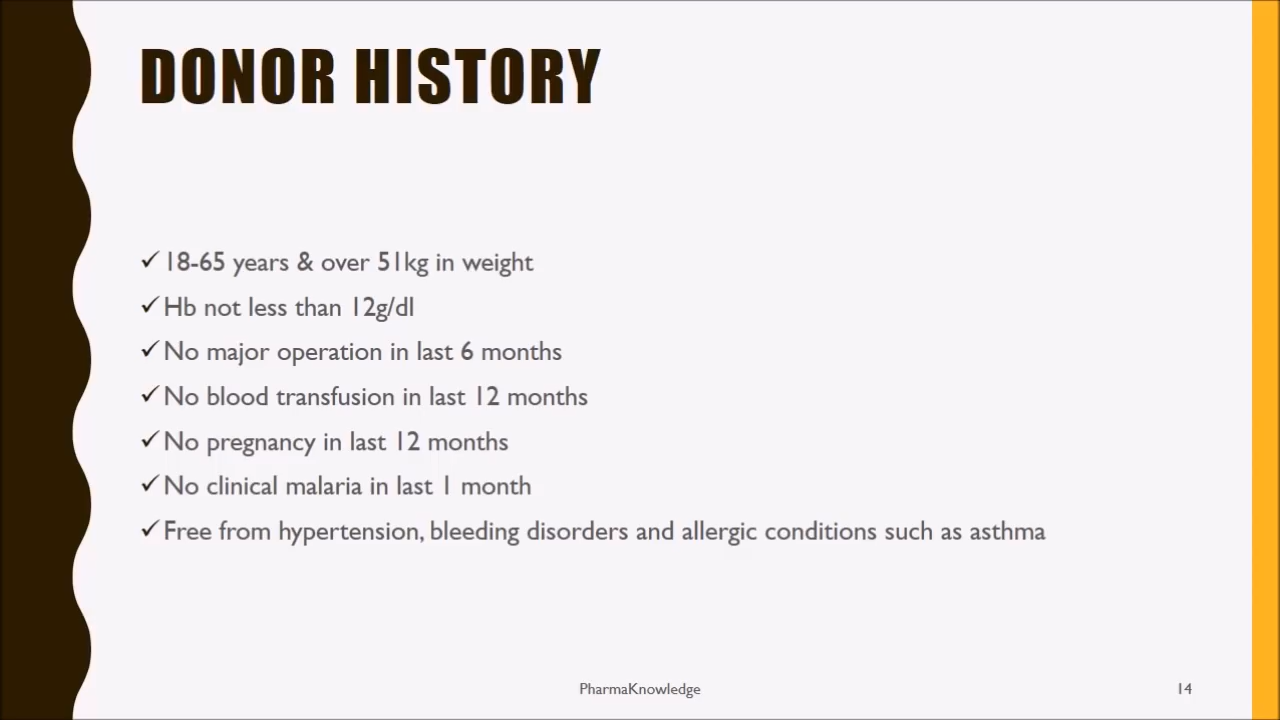 DONOR HISTORY
✓18-65 years & over 51kg in weight
✓Hb not less than 12g/dl
✓No major operation in last 6 months
✓No blood transfusion in last 12 months
✓No pregnancy in last 12 months
✓No clinical malaria in last 1 month
✓Free from hypertension, bleeding disorders and allergic conditions such as asthma
PharmaKnowledge
14